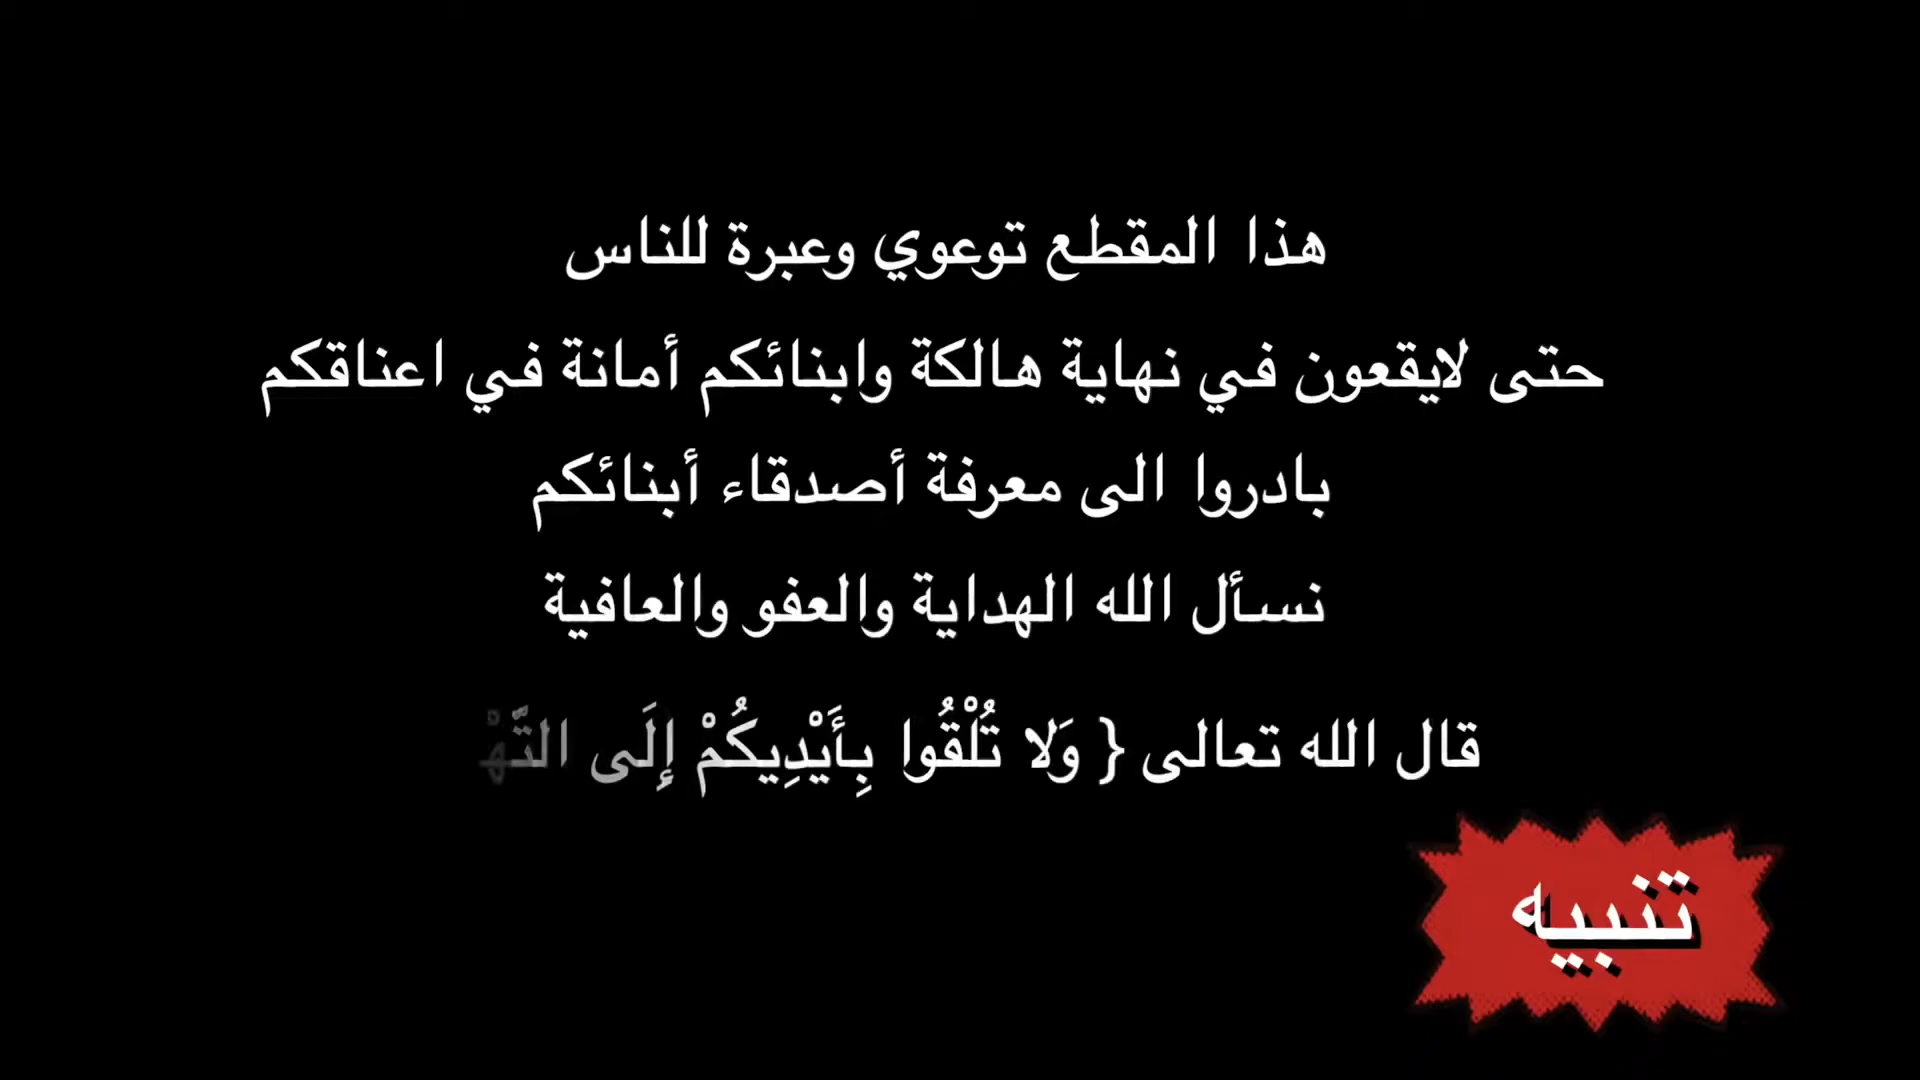 هذا المقطع توعوي وعبرة للناس
حتى لايقعون في نهاية هالكة وابنائكم أمانة في اعناقكم
بادروا الى معرفة أصدقاء أبنائكم
نسأل الله الهداية والعفو والعافية
قال الله تعالى { وَلا تُلْقُوا بِأَيْدِيكُمْ إِلَى
تنبيه